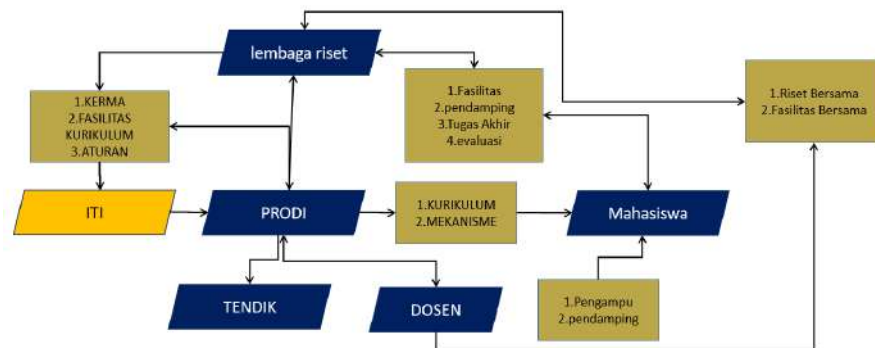 lembaga riset
1.KERMA
2.FASILITAS
KURIKULUM
3.ATURAN
1.Fasilitas
2.pendamping
3.Tugas Akhir
4.evaluasi
1.Riset Bersama
2.Fasilitas Bersama
ITI
PRODI
1.KURIKULUM
2.MEKANISME
Mahasiswa
TENDIK
DOSEN
1.Pengampu
2.pendamping